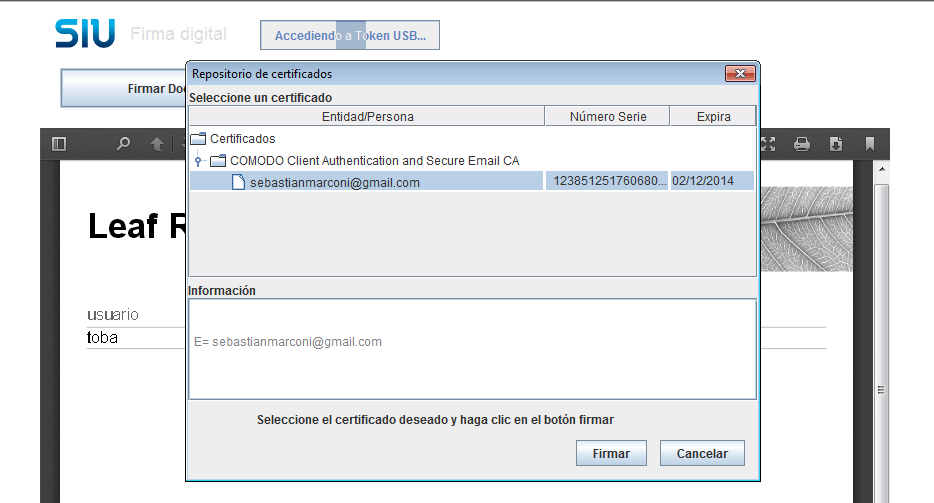 SIU Firma digital
Accediendo a Token USB...
Firmar Do
Repositorio de certificados
Seleccione un certificado
Entidad/Persona Número Serie Expira
Certificados
COMODO Client Authentication and Secure Email CA
sebastianmarconi@gmail.com 123851251760680... 02/12/2014
Leaf R
Información
usuario
toba
E= sebastianmarconi@gmail.com
Seleccione el certificado deseado y haga clic en el botón firmar
Firmar Cancelar